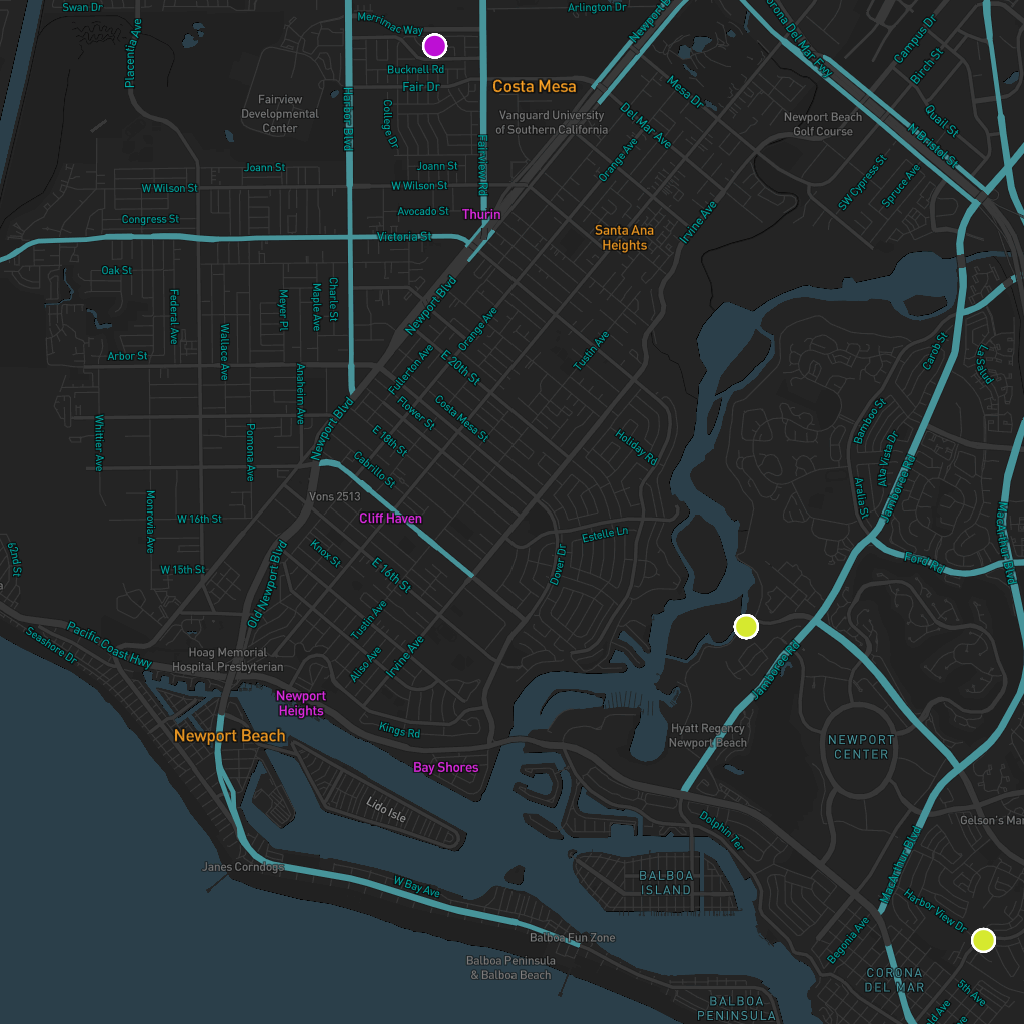 Swan Dr
Merrimac Way
Arlington Dr
Placentia Ave
Bucknell Rd
Fair Dr
Costa Mesa
Campus Dr
Birch St
Mesa Dr
Harbor Blvd
College Dr
Fairview
Developmental
Center
Vanguard University
of Southern California
Del Mar Ave
Newport Beach
Golf Course
Quail St
N Bristol St
Fairview Rd
Orange Ave
Joann St
Joann St
W Wilson St
W Wilson St
SW Cypress St
Spruce Ave
Congress St
Avocado St
Thurin
Victoria St
Santa Ana
Heights
Irvine Ave
Oak St
Federal Ave
Meyer Pl
Maple Ave
Charle St
Newport Blvd
Orange Ave
Wallace Ave
Arbor St
Fullerton Ave
E 20th St
Tustin Ave
Carob St
La Salud
Anaheim Ave
Whittier Ave
Pomona Ave
Newport Blvd
Flower St
Costa Mesa St
E 18th St
Holiday Rd
Bamboo St
Alta Vista Dr
Cabrillo St
Aralia St
Jamboree Rd
Monrovia Ave
Vons 2513
W 16th St
Cliff Haven
Estelle Ln
MacArthur Blvd
62nd St
W 15th St
Old Newport Blvd
Knox St
E 16th St
Dover Dr
Ford Rd
Tustin Ave
Pacific Coast Hwy
Seashore Dr
Hoag Memorial
Hospital Presbyterian
Aliso Ave
Irvine Ave
Jamboree Rd
Newport
Heights
Kings Rd
Newport Beach
Hyatt Regency
Newport Beach
NEWPORT
CENTER
Bay Shores
Lido Isle
Dolphin Ter
Gelson's Mar
Janes Corndogs
W Bay Ave
BALBOA
ISLAND
MacArthur Blvd
Harbor View Dr
Begonia Ave
Balboa Fun Zone
Balboa Peninsula
& Balboa Beach
CORONA
DEL MAR
5th Ave
BALBOA
PENINSULA